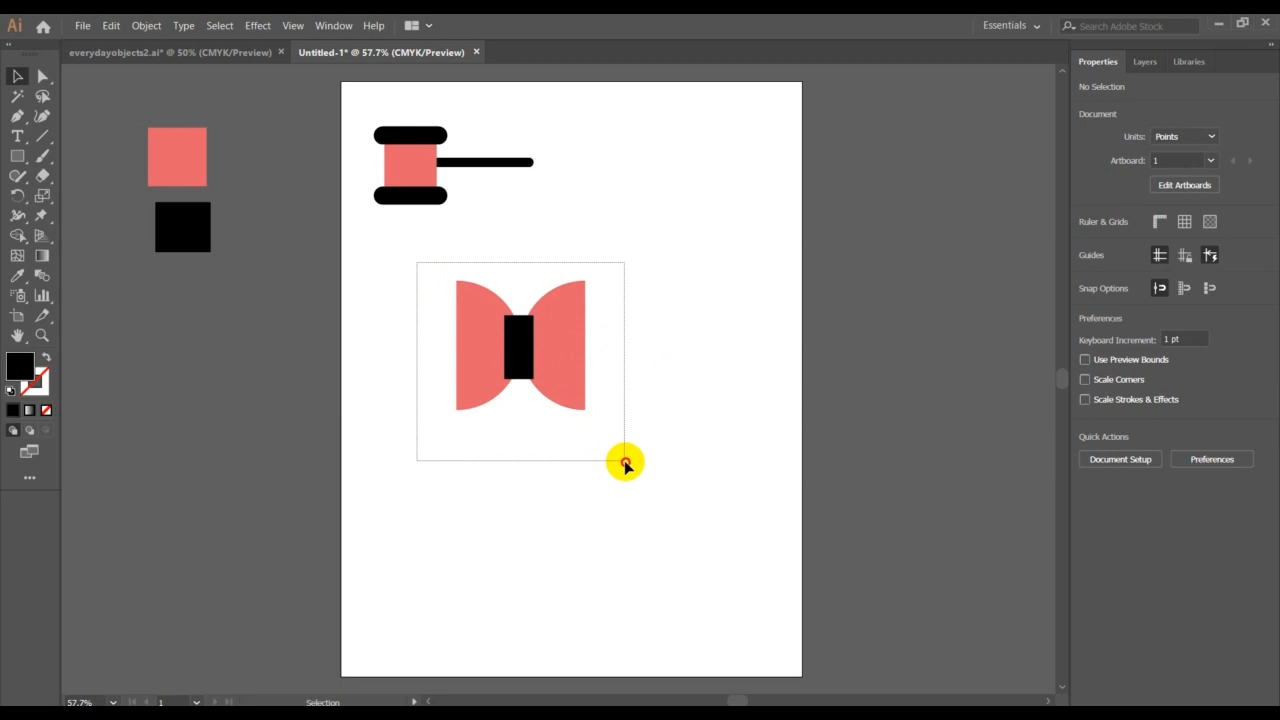 Ai File Edit Object Type Select Effect View Window Help Essentials Search Adobe Stock
everydayobjects2.ai* @ 50% (CMYK/Preview) Untitled-1* @ 57.7% (CMYK/Preview)
Properties Layers Libraries
No Selection
Document
Units: Points
Artboard: 1
Edit Artboards
Ruler & Grids
Guides
Snap Options
Preferences
Keyboard Increment: 1 pt
Use Preview Bounds
Scale Corners
Scale Strokes & Effects
Quick Actions
Document Setup Preferences
57.7% 1 Selection